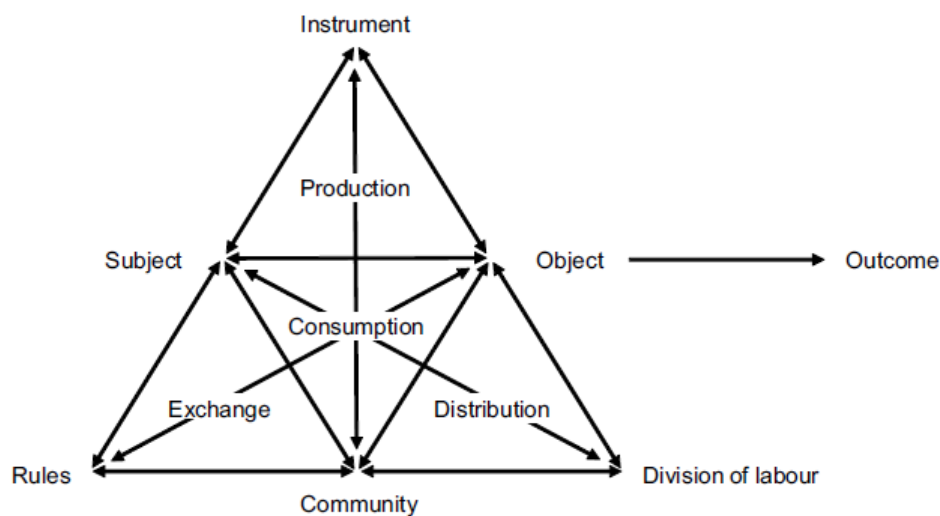 Instrument
Production
Subject
Object
Outcome
Consumption
Exchange
Distribution
Rules
Community
Division of labour